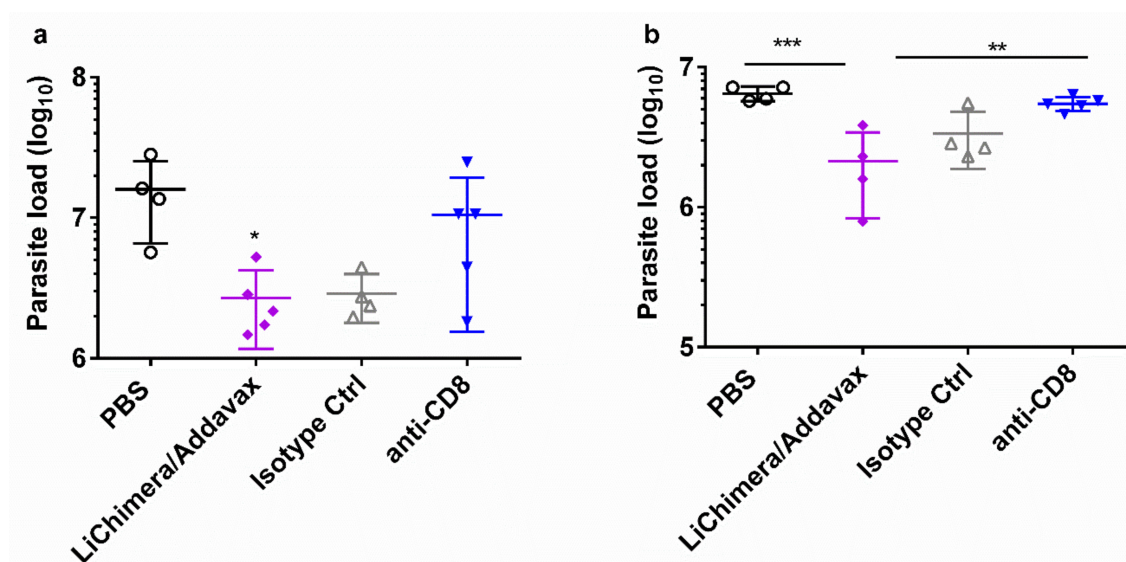 a
8
7
6
Parasite load (log10)
*
PBS
LiChimera/Addavax
Isotype Ctrl
anti-CD8
b
***
**
7
6
5
Parasite load (log10)
PBS
LiChimera/Addavax
Isotype Ctrl
anti-CD8